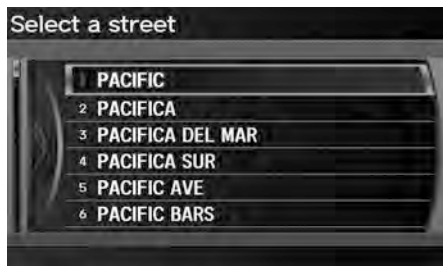 Select a street
1 PACIFIC
2 PACIFICA
3 PACIFICA DEL MAR
4 PACIFICA SUR
5 PACIFIC AVE
6 PACIFIC BARS